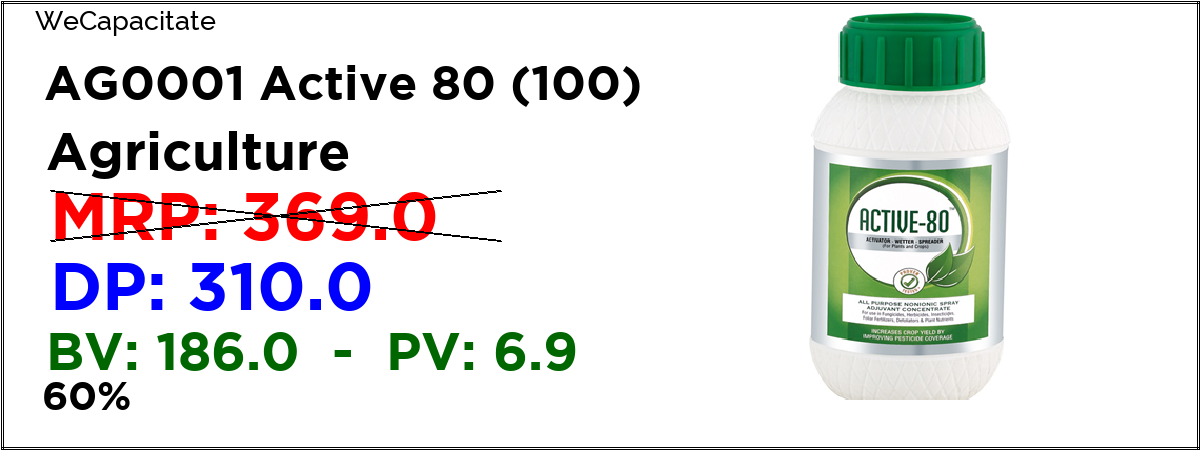 WeCapacitate
AG0001 Active 80 (100)
Agriculture
MRP: 369.0
DP: 310.0
BV: 186.0 - PV: 6.9
60%
ACTIVE-80
ACTIVATOR - WETTER - SPREADER
(For Plants and Crops)
ALL PURPOSE NONIONIC SPRAY
ADJUVANT CONCENTRATE
For use in Fungicides, Herbicides, Insecticides,
Foliar Fertilizers, Defoliators & Plant Nutrients
INCREASES CROP YIELD BY
IMPROVING PESTICIDE COVERAGE